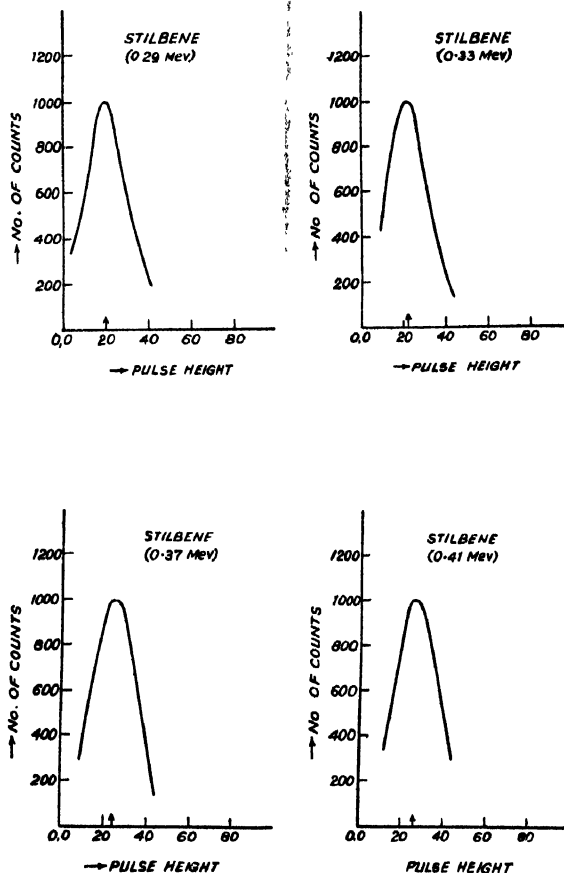 STILBENE
(0.29 Mev)
1200
1000
800
600
400
200
0,0
20
40
60
80
→ No. OF COUNTS
→ PULSE HEIGHT
STILBENE
(0.33 Mev)
1200
1000
800
600
400
200
0.0
20
40
60
80
→ No. OF COUNTS
→ PULSE HEIGHT
STILBENE
(0.37 Mev)
1200
1000
800
600
400
200
0.0
20
40
60
80
→ No. OF COUNTS
→ PULSE HEIGHT
STILBENE
(0.41 Mev)
1200
1000
800
600
400
200
0.0
20
40
60
80
→ No OF COUNTS
PULSE HEIGHT